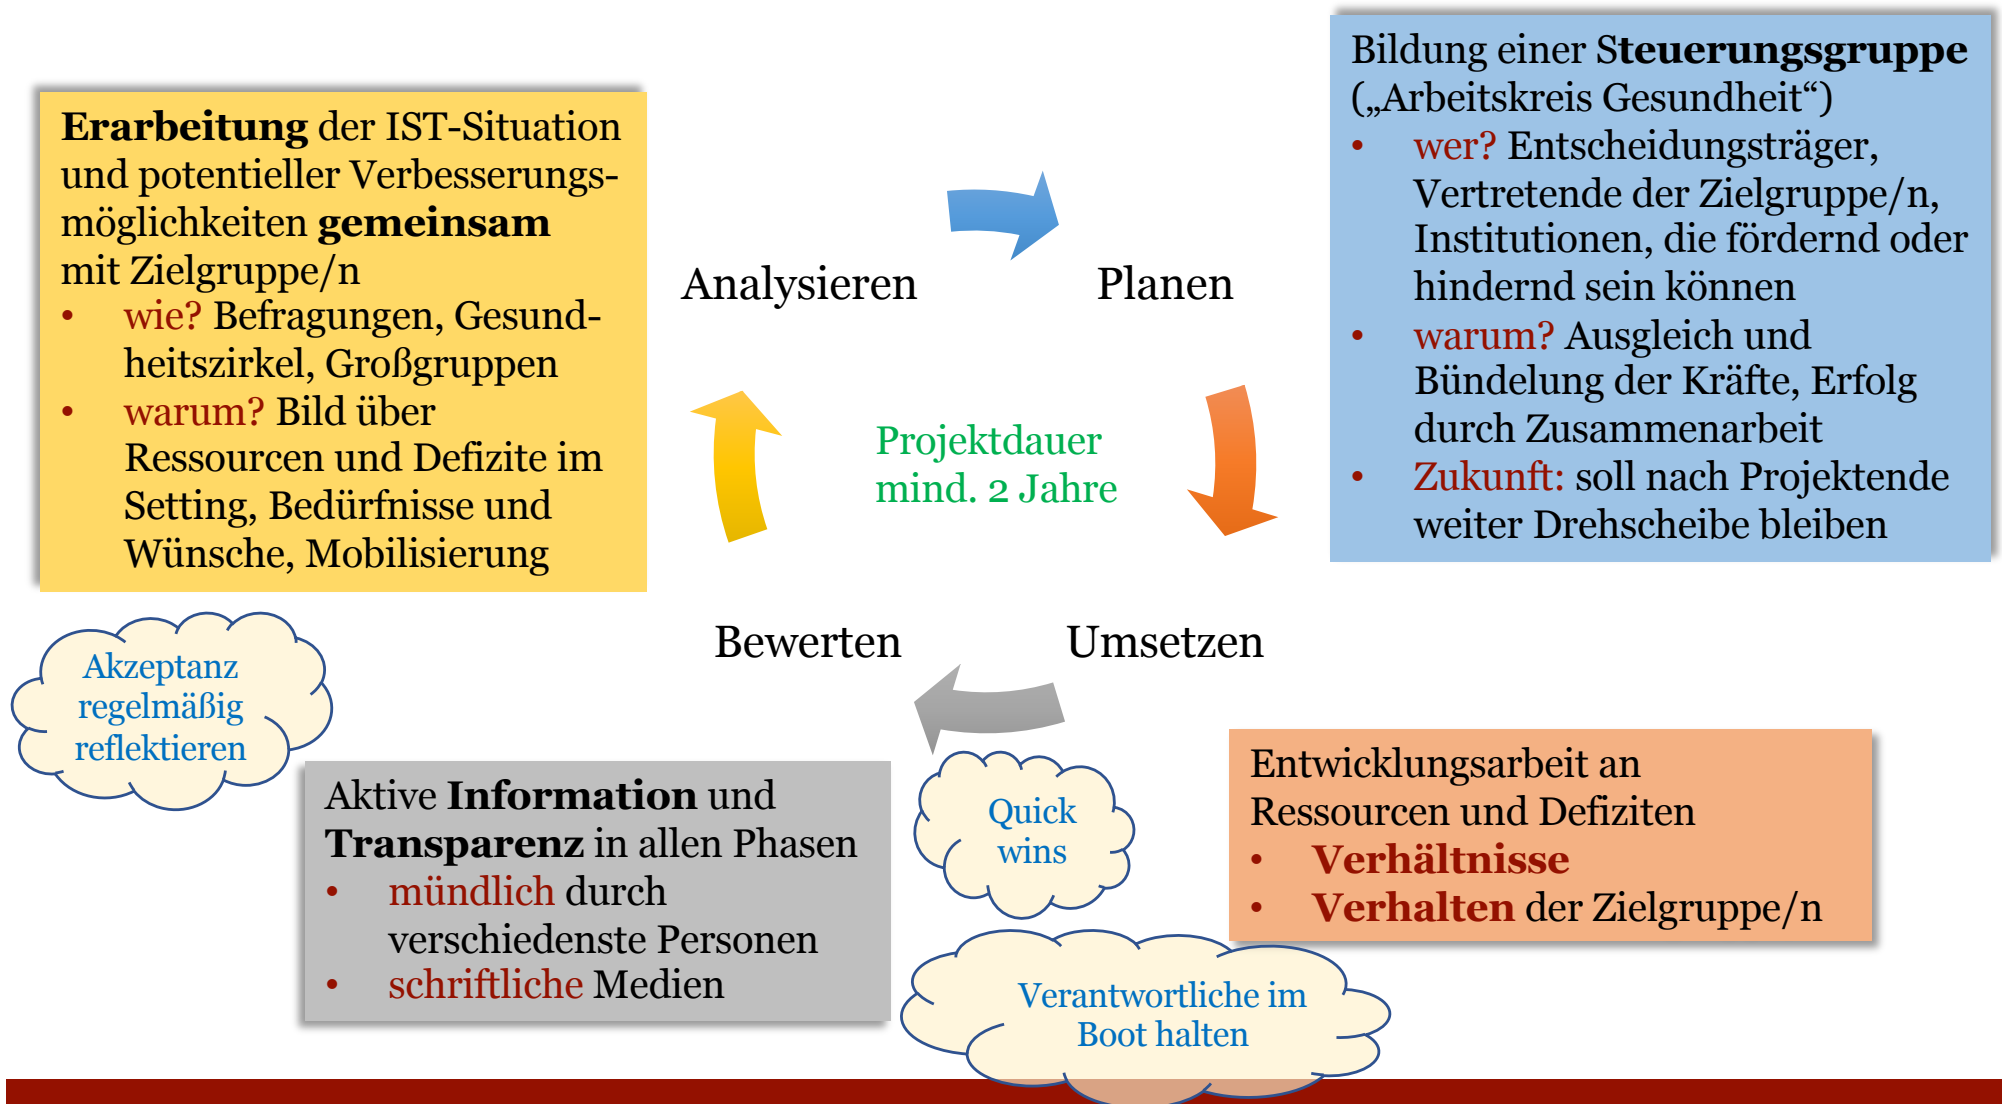 Erarbeitung der IST-Situation
und potentieller Verbesserungs-
möglichkeiten gemeinsam
mit Zielgruppe/n
• wie? Befragungen, Gesund-
heitszirkel, Großgruppen
• warum? Bild über
Ressourcen und Defizite im
Setting, Bedürfnisse und
Wünsche, Mobilisierung
Analysieren
Planen
Projektdauer
mind. 2 Jahre
Bewerten
Umsetzen
Bildung einer Steuerungsgruppe
(„Arbeitskreis Gesundheit“)
• wer? Entscheidungsträger,
Vertretende der Zielgruppe/n,
Institutionen, die fördernd oder
hindernd sein können
• warum? Ausgleich und
Bündelung der Kräfte, Erfolg
durch Zusammenarbeit
• Zukunft: soll nach Projektende
weiter Drehscheibe bleiben
Akzeptanz
regelmäßig
reflektieren
Aktive Information und
Transparenz in allen Phasen
• mündlich durch
verschiedenste Personen
• schriftliche Medien
Quick
wins
Verantwortliche im
Boot halten
Entwicklungsarbeit an
Ressourcen und Defiziten
• Verhältnisse
• Verhalten der Zielgruppe/n